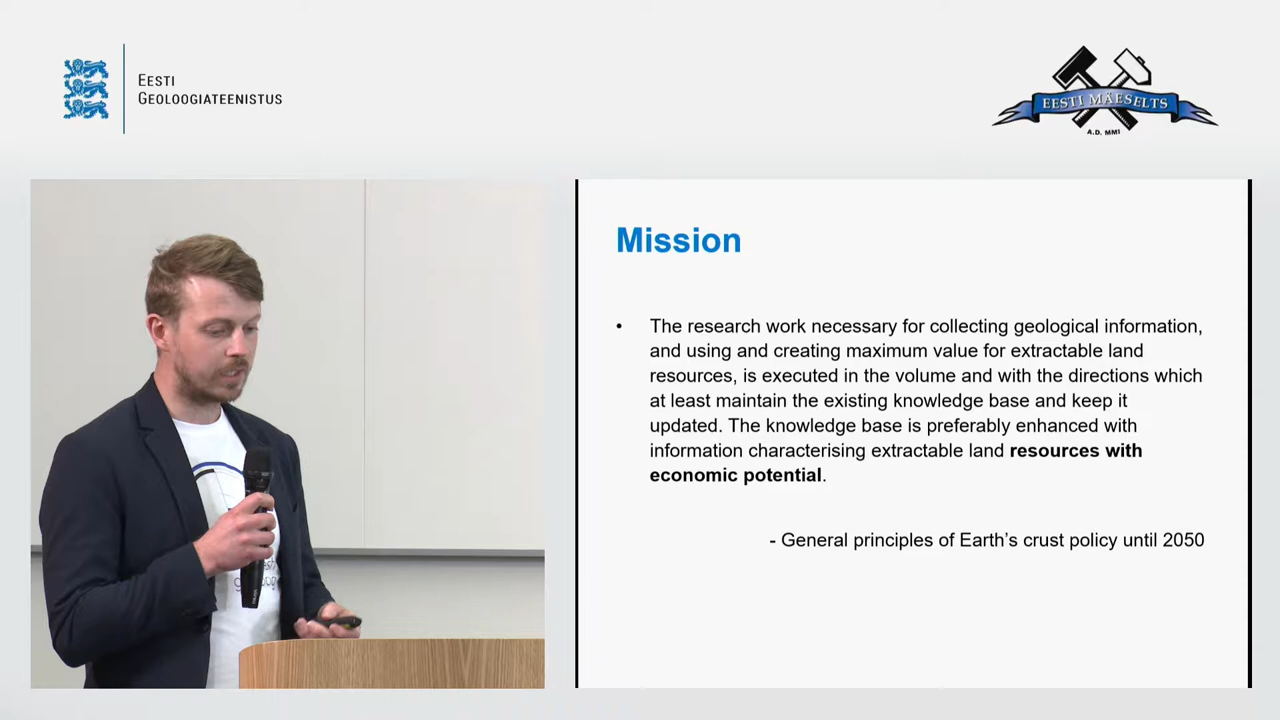 EESTI
GEOLOOGIATEENISTUS
EESTI MÄESELTS
A.D. MMI
Mission
• The research work necessary for collecting geological information,
and using and creating maximum value for extractable land
resources, is executed in the volume and with the directions which
at least maintain the existing knowledge base and keep it
updated. The knowledge base is preferably enhanced with
information characterising extractable land resources with
economic potential.
- General principles of Earth's crust policy until 2050